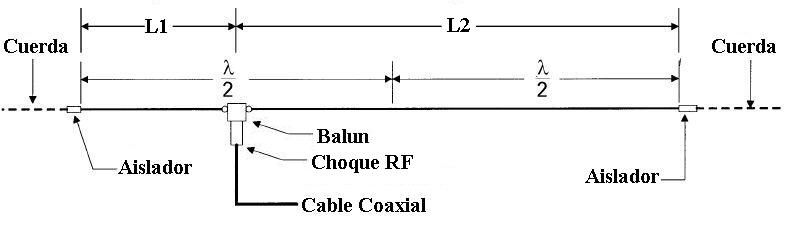 L1
L2
Cuerda
Cuerda
λ
2
λ
2
Balun
Choque RF
Aislador
Aislador
Cable Coaxial